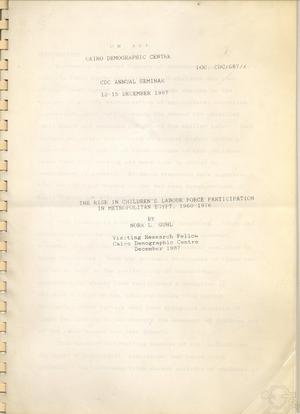 CAIRO DEMOGRAPHIC CENTRE
DOC. CDC/S87/
CDC ANNUAL SEMINAR
12-15 DECEMBER 1987
THE RISE IN CHILDREN'S LABOUR FORCE PARTICIPATION
IN METROPOLITAN EGYPT, 1960-1976
BY
NORA L. GUHL
Visiting Research Fellow
Cairo Demographic Centre
December 1987